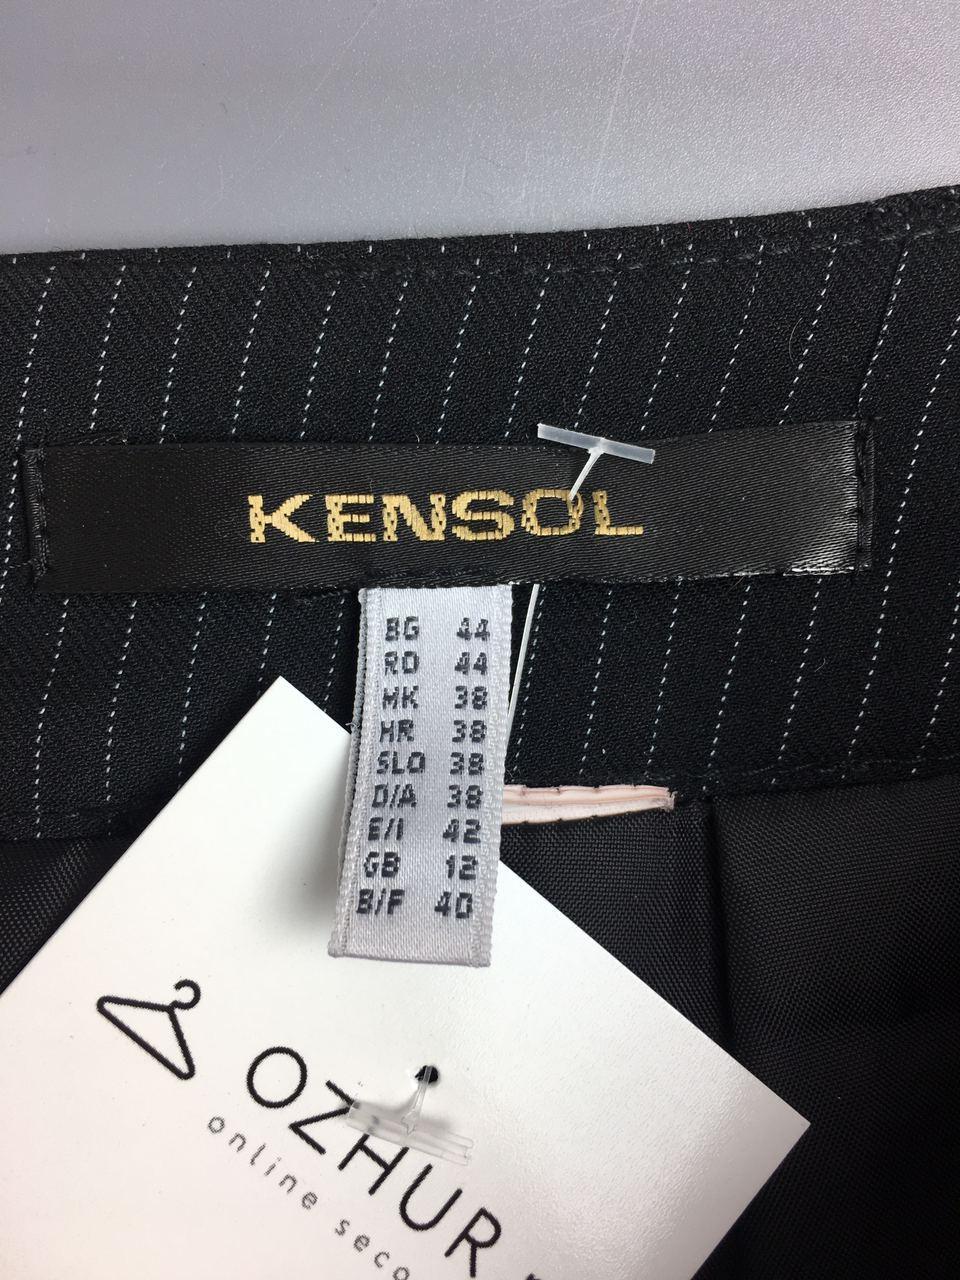 KENSOL
BG 44
RO 44
MK 38
HR 38
SLO 38
D/A 38
E/I 42
GB 12
B/F 40
OZHUR
online seco